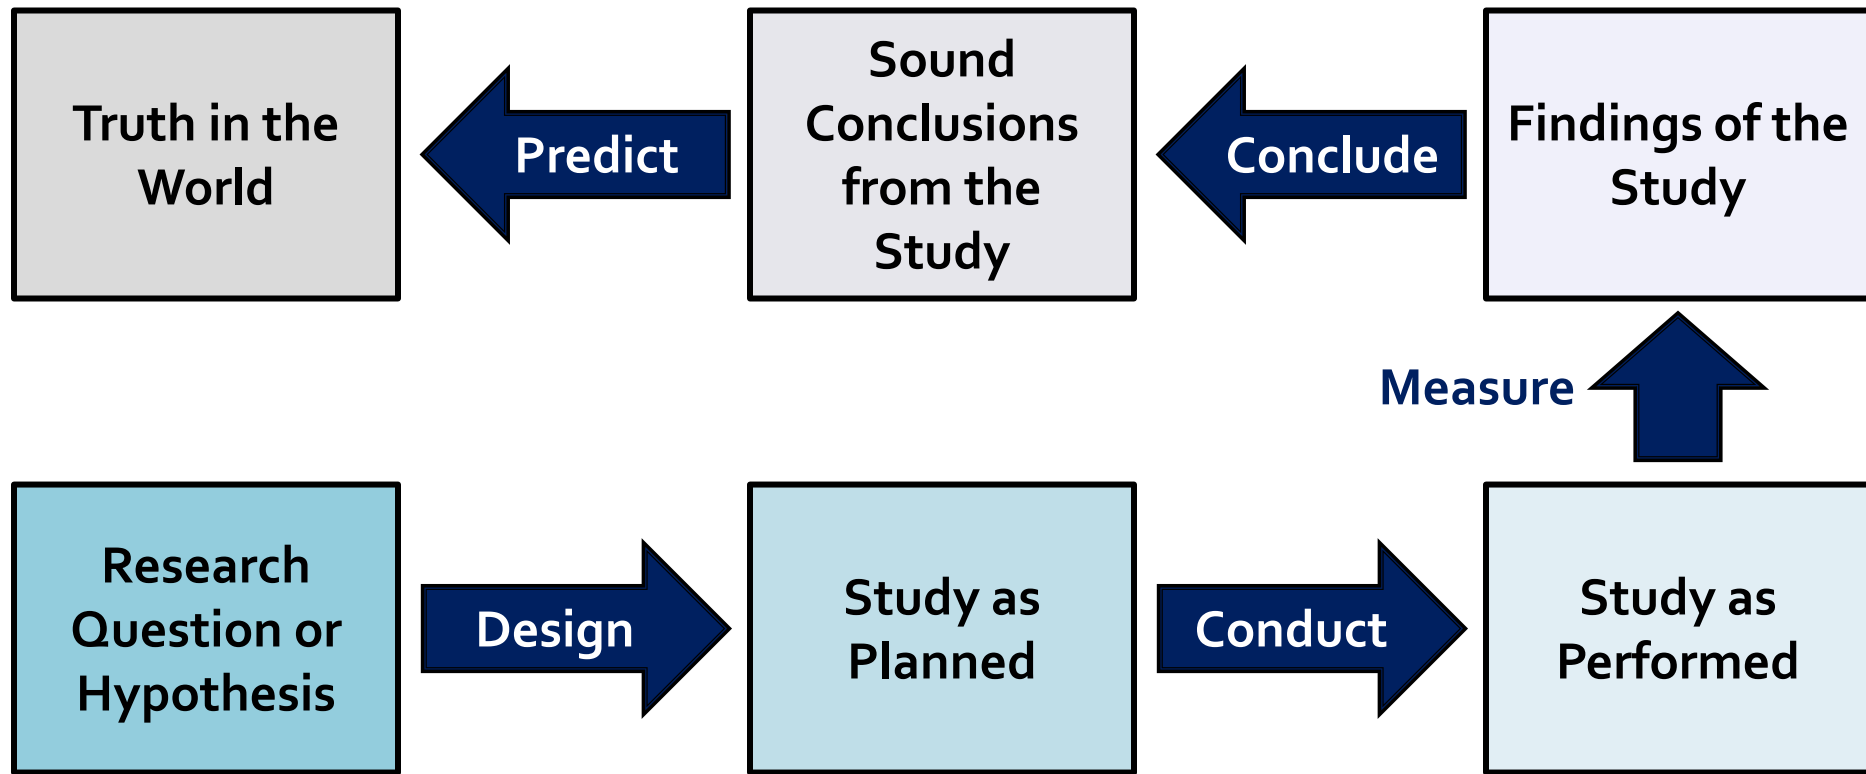 Truth in the
World
Predict
Sound
Conclusions
from the
Study
Conclude
Findings of the
Study
Measure
Research
Question or
Hypothesis
Design
Study as
Planned
Conduct
Study as
Performed